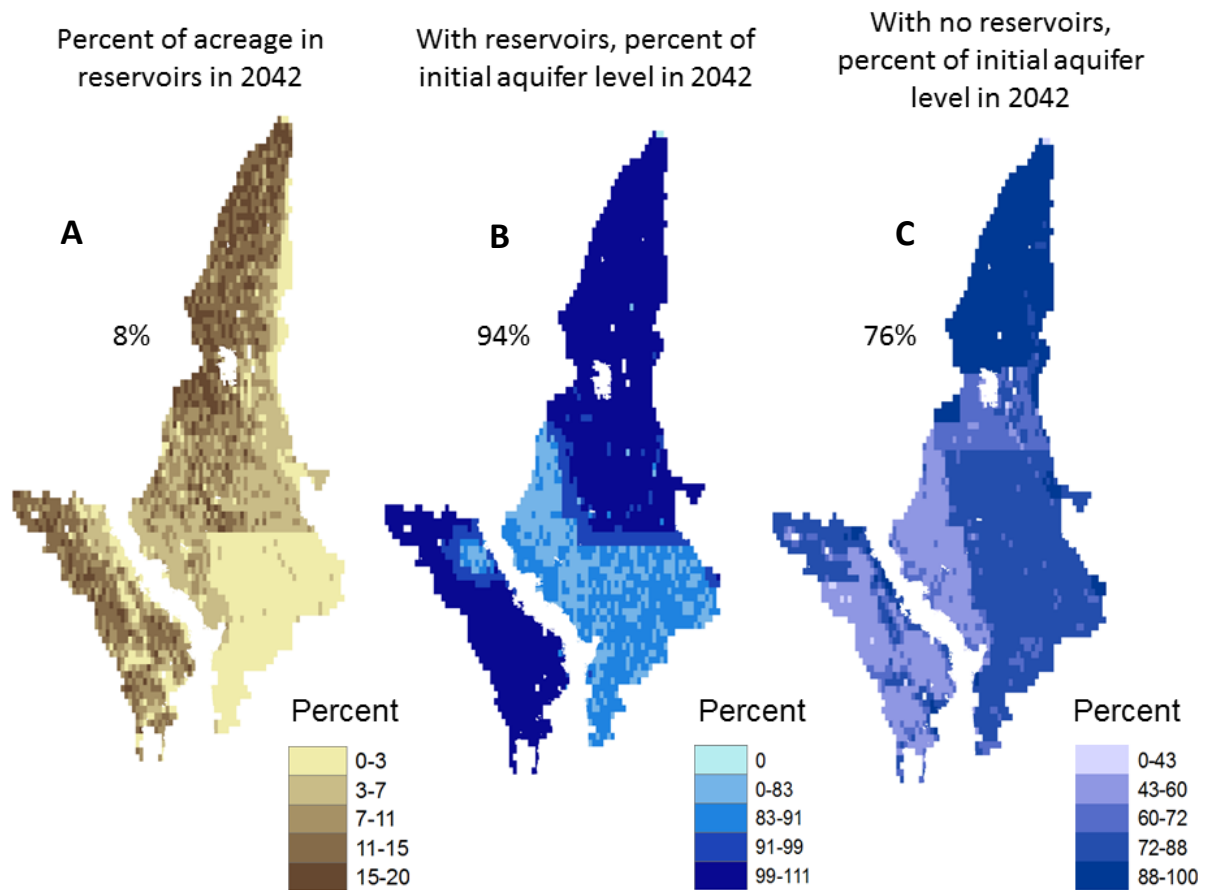 Percent of acreage in
reservoirs in 2042
With reservoirs, percent of
initial aquifer level in 2042
With no reservoirs,
percent of initial aquifer
level in 2042
A
B
C
8%
94%
76%
Percent
0-3
3-7
7-11
11-15
15-20
Percent
0
0-83
83-91
91-99
99-111
Percent
0-43
43-60
60-72
72-88
88-100